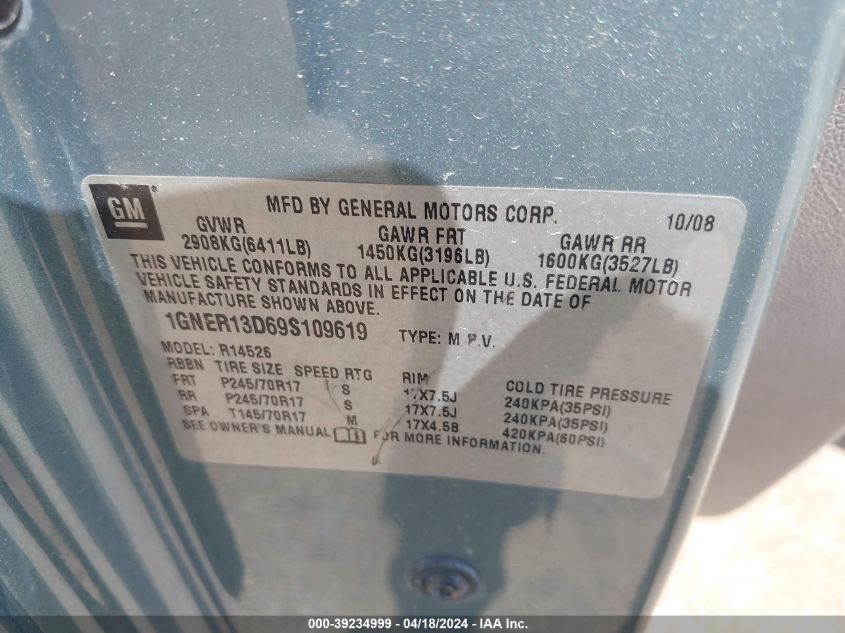 GM ® MFD BY GENERAL MOTORS CORP. 10/08
GVWR GAWR FRT GAWR RR
2908KG(6411LB) 1450KG(3196LB) 1600KG(3527LB)
THIS VEHICLE CONFORMS TO ALL APPLICABLE U.S. FEDERAL MOTOR
VEHICLE SAFETY STANDARDS IN EFFECT ON THE DATE OF
MANUFACTURE SHOWN ABOVE.
1GNER13D69S109619 TYPE: M.P.V.
MODEL: R14526
RBBN TIRE SIZE SPEED RTG RIM COLD TIRE PRESSURE
FRT P245/70R17 S 17X7.5J 240KPA(35PSI)
RR P245/70R17 S 17X7.5J 240KPA(35PSI)
SPA T145/70R17 M 17X4.5B 420KPA(60PSI)
SEE OWNER'S MANUAL FOR MORE INFORMATION.
000-39234999 - 04/18/2024 - IAA Inc.